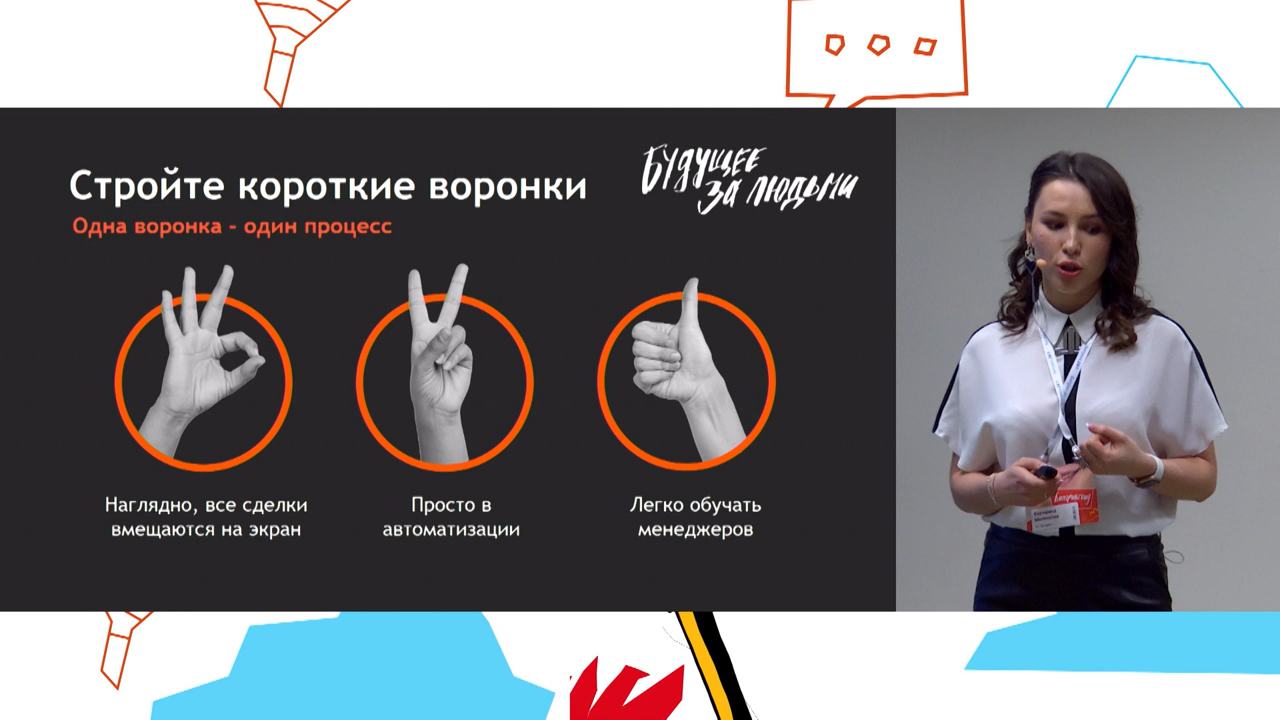 Стройте короткие воронки
Одна воронка - один процесс
БУДУЩЕЕ
ЗА ЛЮДЬМИ
Наглядно, все сделки
вмещаются на экран
Просто в
автоматизации
Легко обучать
менеджеров